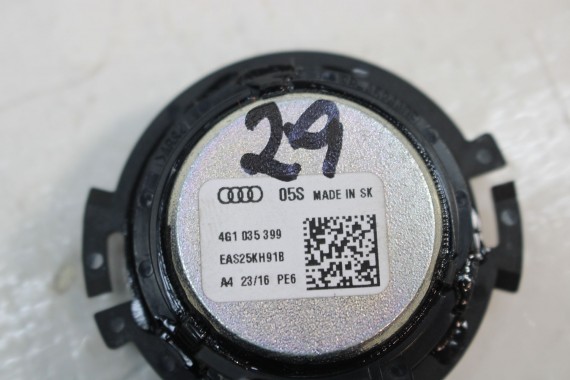 29
05S MADE IN SK
4G1 035 399
EAS25KH91B
A4 23/16 PE6